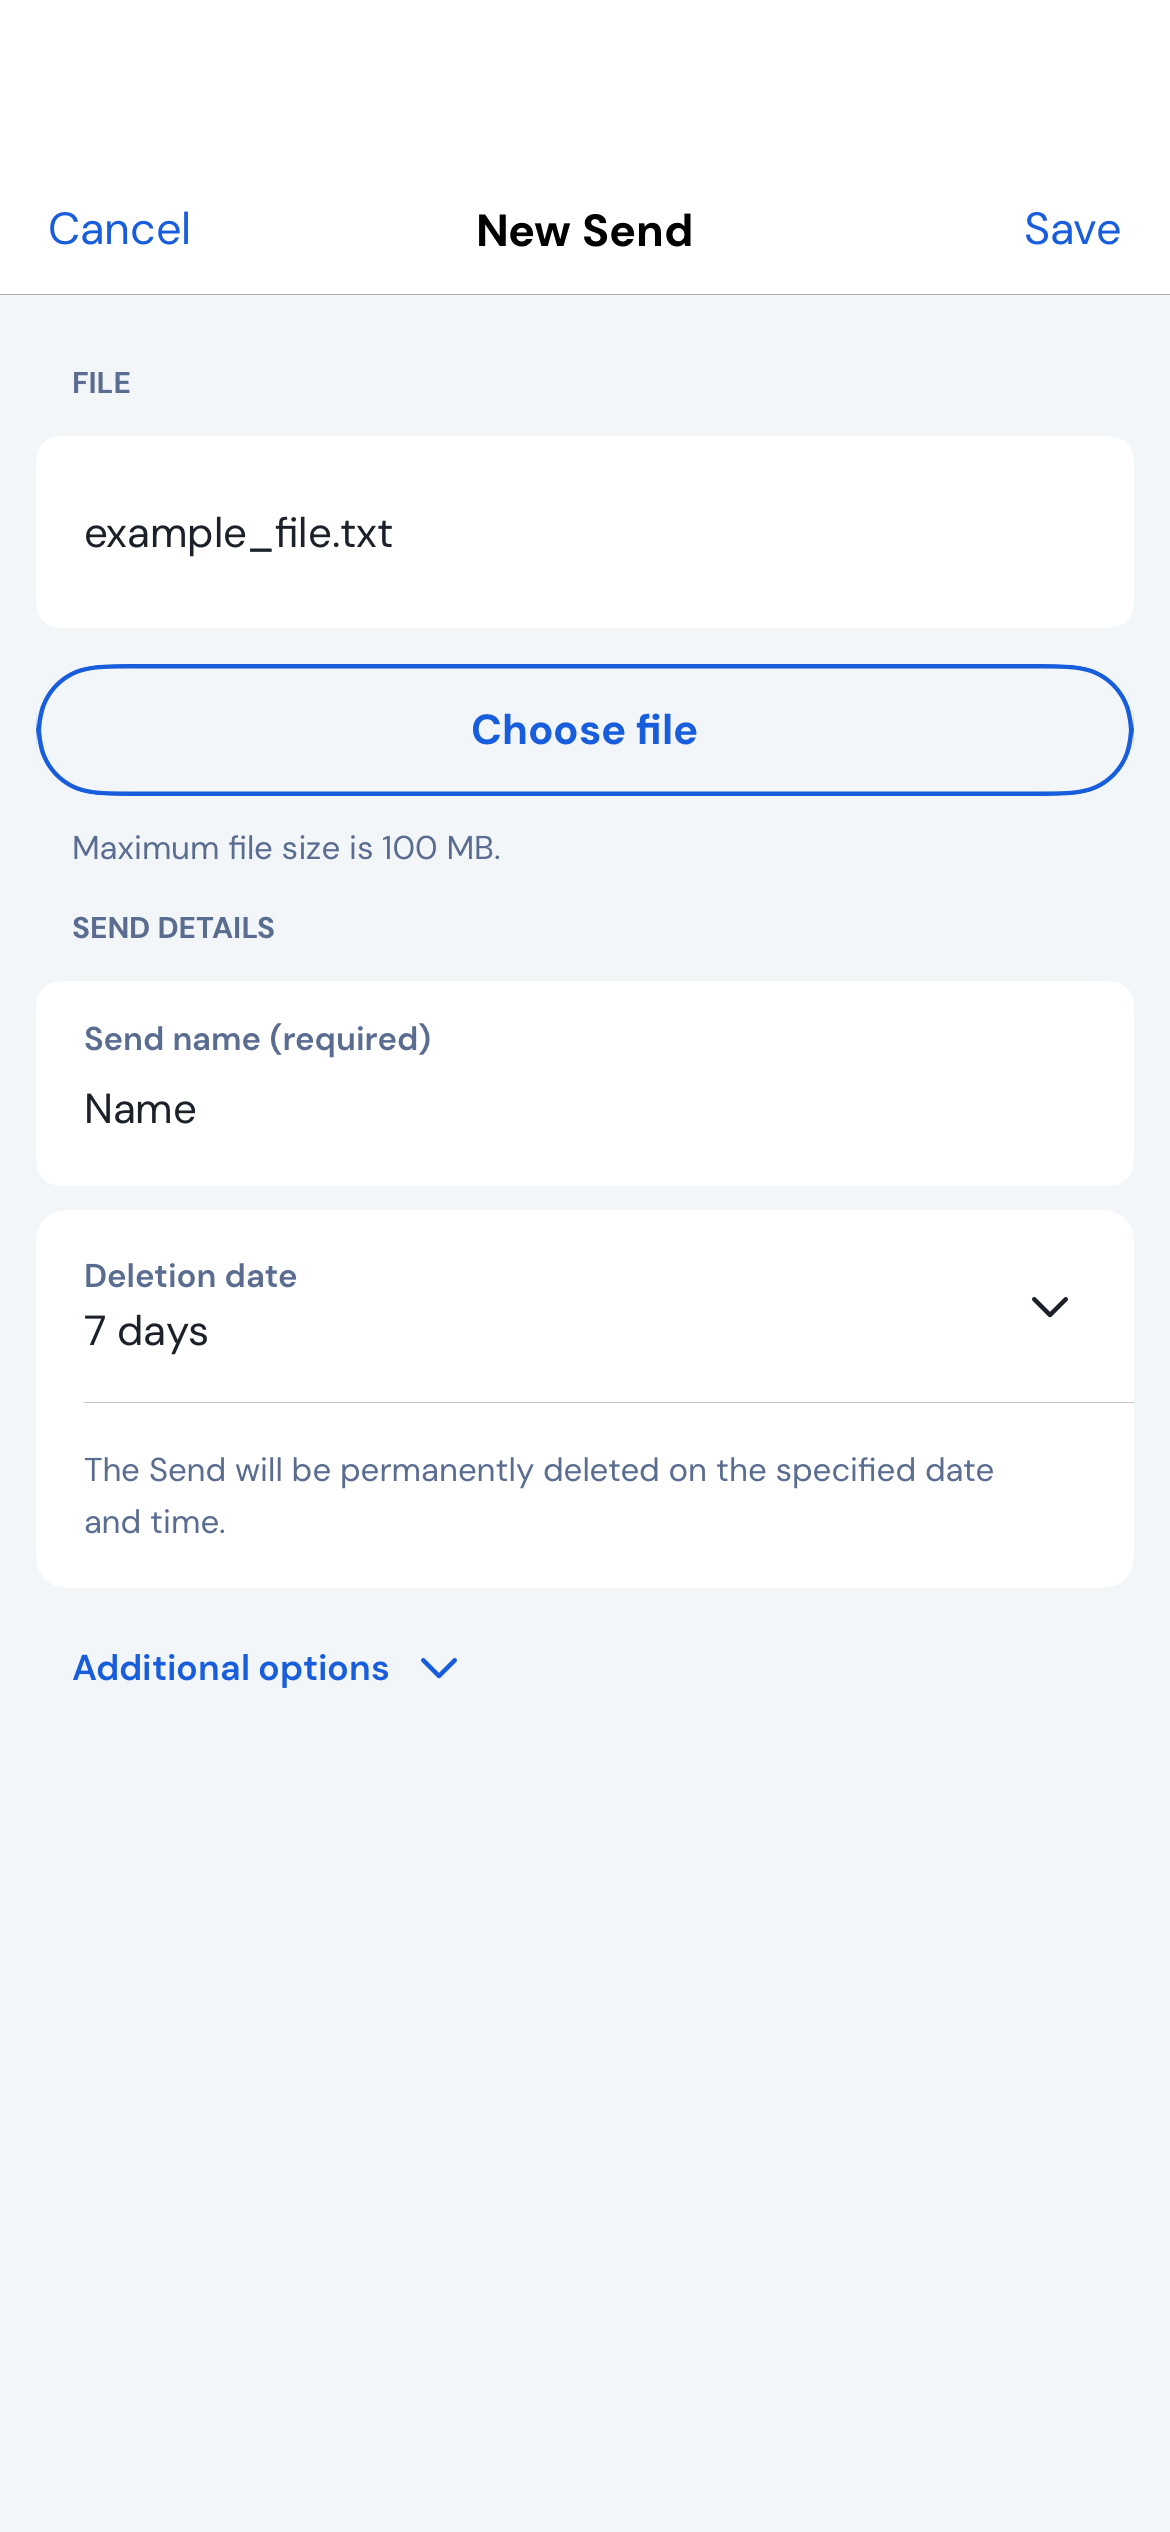 Cancel New Send Save
FILE
example_file.txt
Choose file
Maximum file size is 100 MB.
SEND DETAILS
Send name (required)
Name
Deletion date
7 days
The Send will be permanently deleted on the specified date
and time.
Additional options